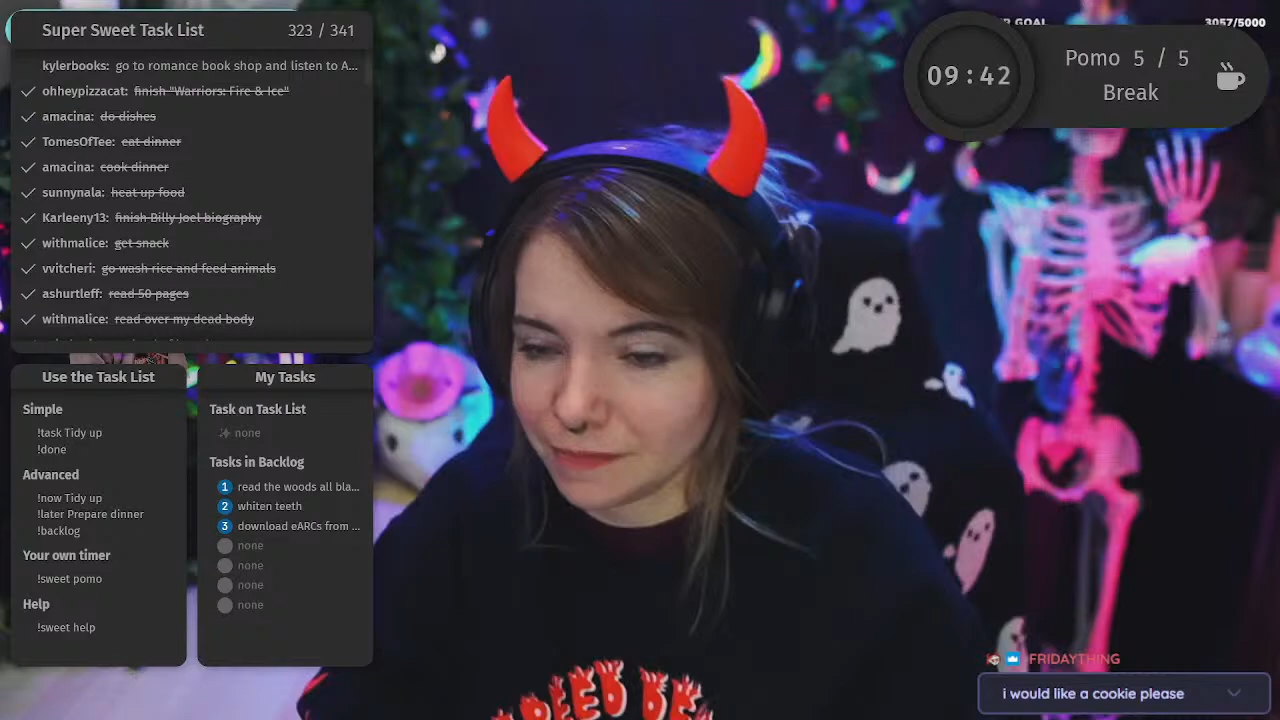 Super Sweet Task List 323 / 341
kylerbooks: go to romance book shop and listen to A...
ohheypizzacat: finish "Warriors: Fire & Ice"
amacina: do dishes
TomesOfTee: eat dinner
amacina: cook dinner
sunnynala: heat up food
Karleeny13: finish Billy Joel biography
withmalice: get snack
vvitcheri: go wash rice and feed animals
ashurtleff: read 50 pages
withmalice: read over my dead body
Use the Task List
Simple
!task Tidy up
!done
Advanced
!now Tidy up
!later Prepare dinner
!backlog
Your own timer
!sweet pomo
Help
!sweet help
My Tasks
Task on Task List
none
Tasks in Backlog
1 read the woods all bla...
2 whiten teeth
3 download eARCs from ...
none
none
none
none
GOAL 3057/5000
09:42
Pomo 5 / 5
Break
FRIDAYTHING
i would like a cookie please